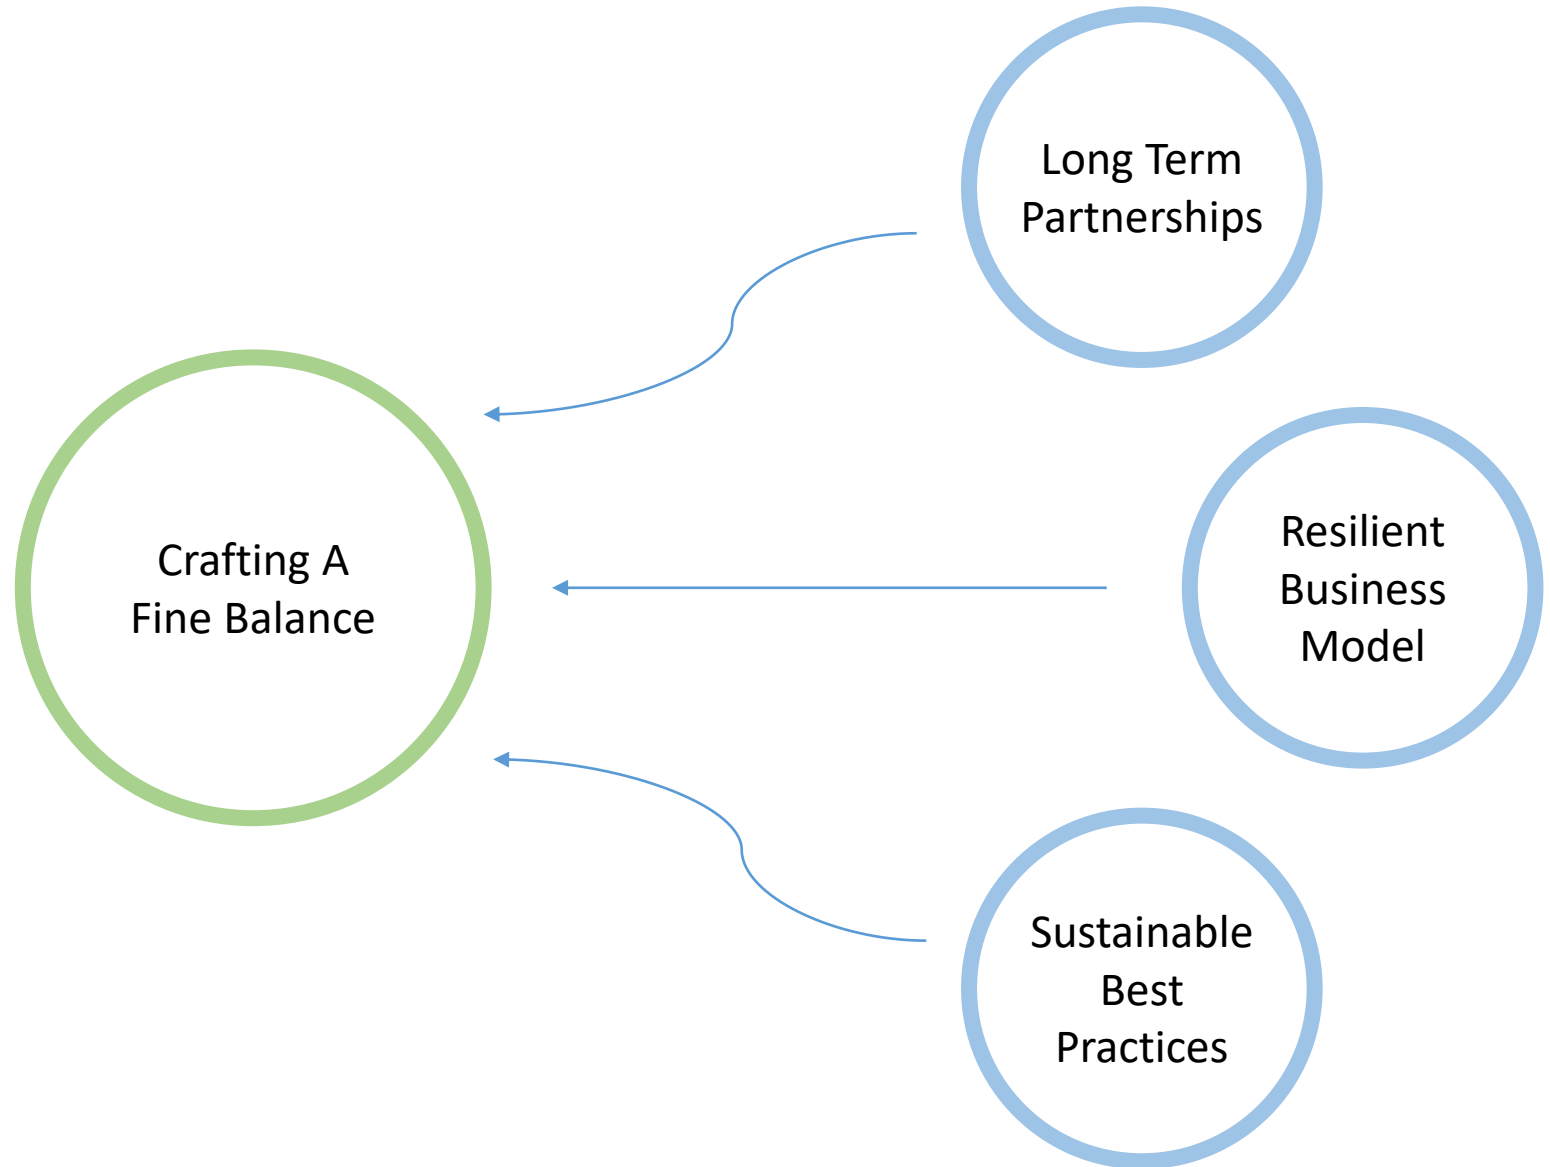 Long Term
Partnerships
Crafting A
Fine Balance
Resilient
Business
Model
Sustainable
Best
Practices